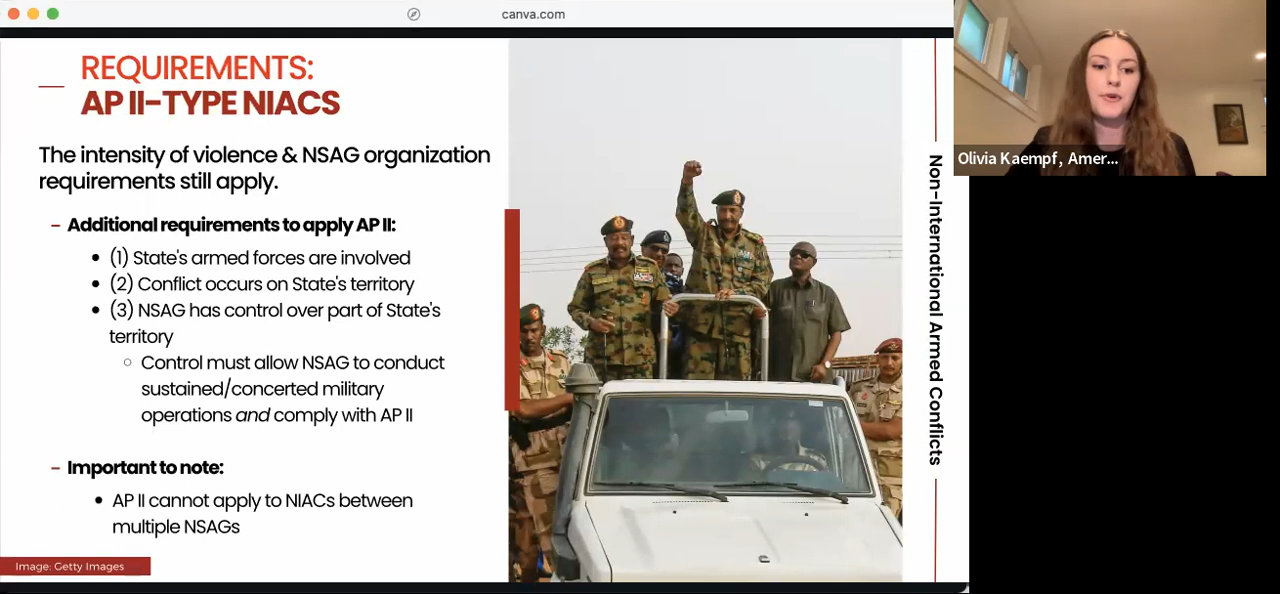 canva.com
REQUIREMENTS:
AP II-TYPE NIACS
The intensity of violence & NSAG organization
requirements still apply.
– Additional requirements to apply AP II:
• (1) State's armed forces are involved
• (2) Conflict occurs on State's territory
• (3) NSAG has control over part of State's
territory
○ Control must allow NSAG to conduct
sustained/concerted military
operations and comply with AP II
– Important to note:
• AP II cannot apply to NIACs between
multiple NSAGs
Image: Getty Images
Non-International Armed Conflicts
Olivia Kaempf, Amer...